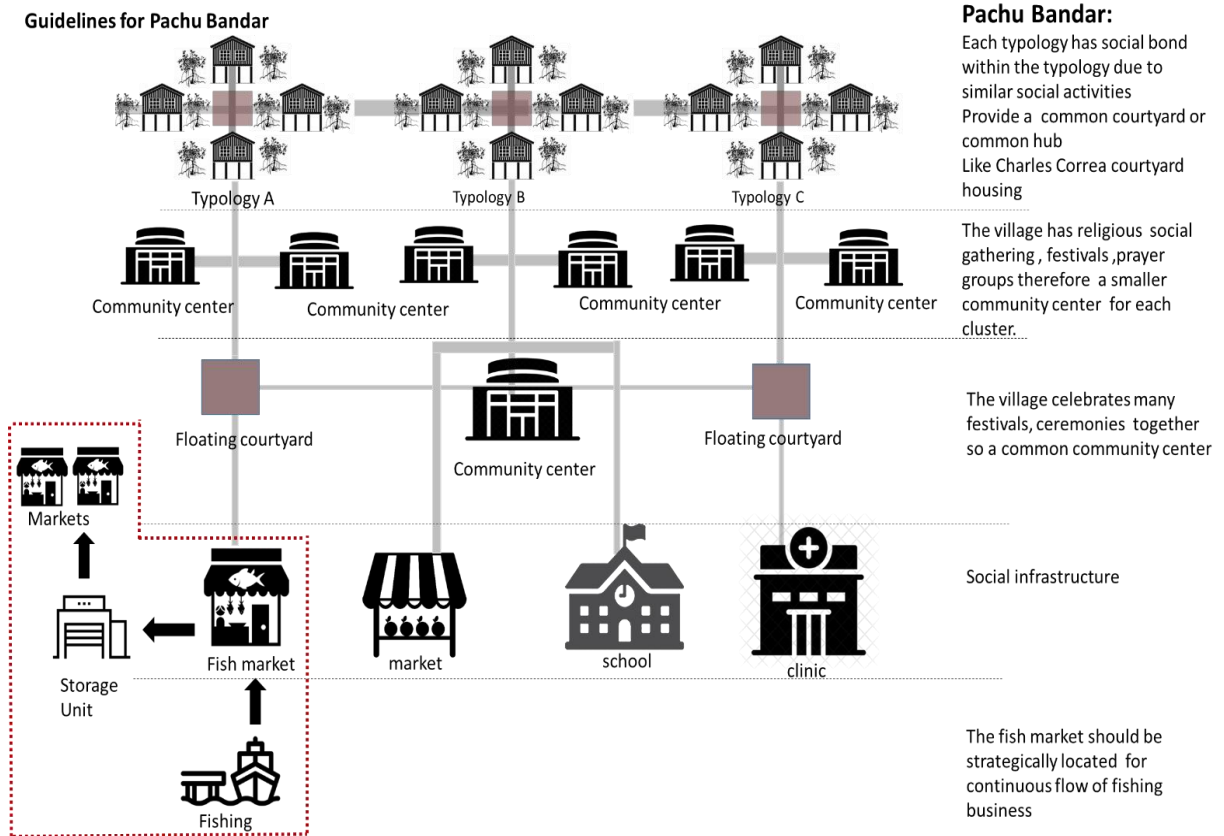 Guidelines for Pachu Bandar
Pachu Bandar:
Each typology has social bond
within the typology due to
similar social activities
Provide a common courtyard or
common hub
Like Charles Correa courtyard
housing
Typology A
Typology B
Typology C
The village has religious social
gathering , festivals ,prayer
groups therefore a smaller
community center for each
cluster.
Community center
Community center
Community center
Community center
Community center
Community center
The village celebrates many
festivals, ceremonies together
so a common community center
Floating courtyard
Community center
Floating courtyard
Markets
Social infrastructure
Storage
Unit
Fish market
market
school
clinic
The fish market should be
strategically located for
continuous flow of fishing
business
Fishing